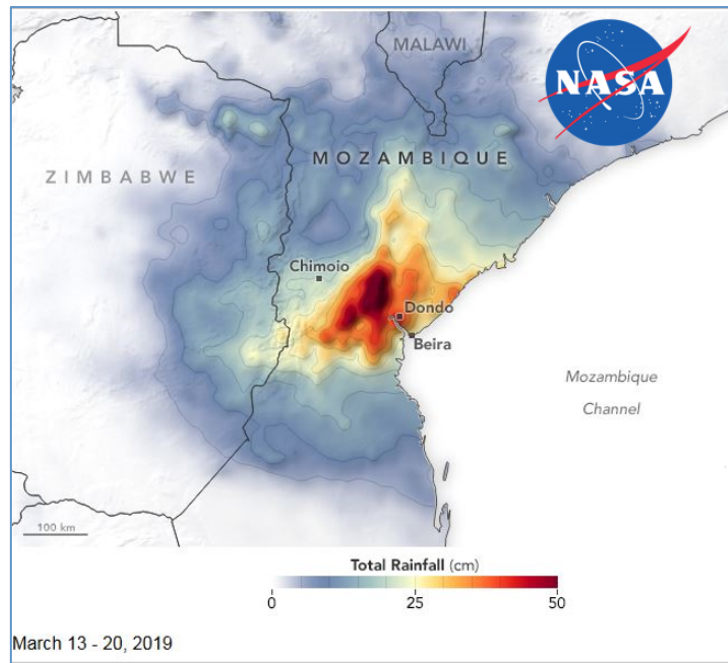 MALAWI
NASA
MOZAMBIQUE
ZIMBABWE
Chimoio
Dondo
Beira
Mozambique
Channel
100 km
Total Rainfall (cm)
0 25 50
March 13 - 20, 2019